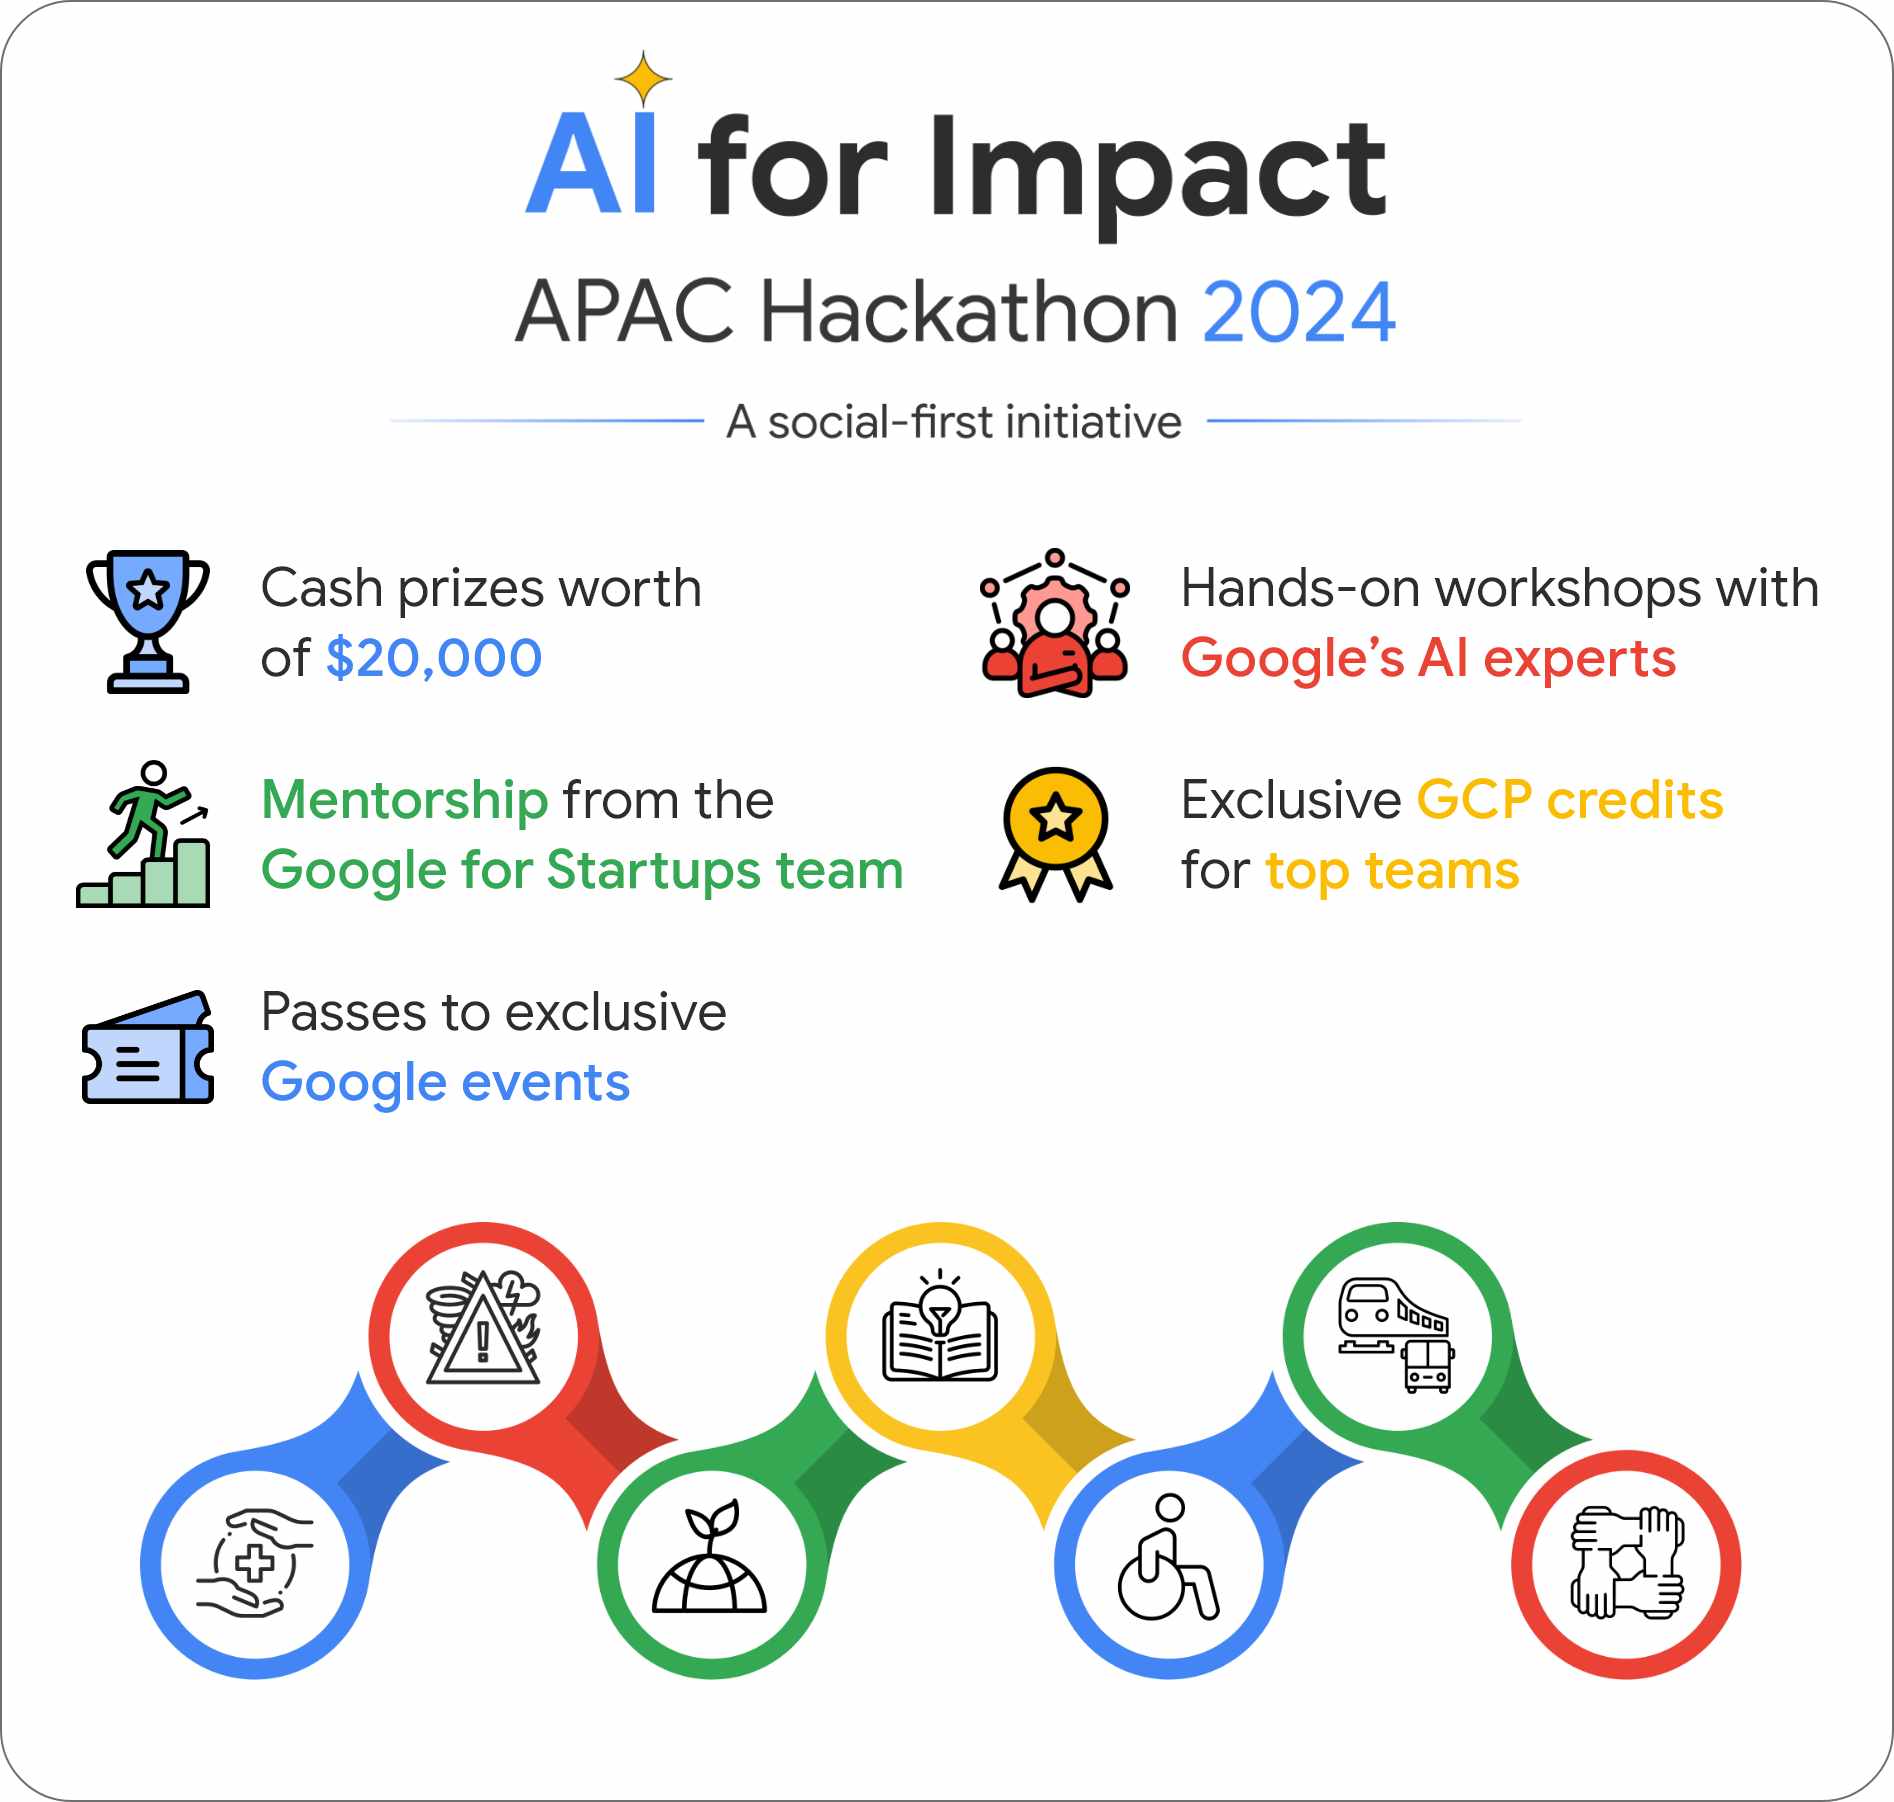 AI for Impact
APAC Hackathon 2024
A social-first initiative
Cash prizes worth
of $20,000
Hands-on workshops with
Google’s AI experts
Mentorship from the
Google for Startups team
Exclusive GCP credits
for top teams
Passes to exclusive
Google events